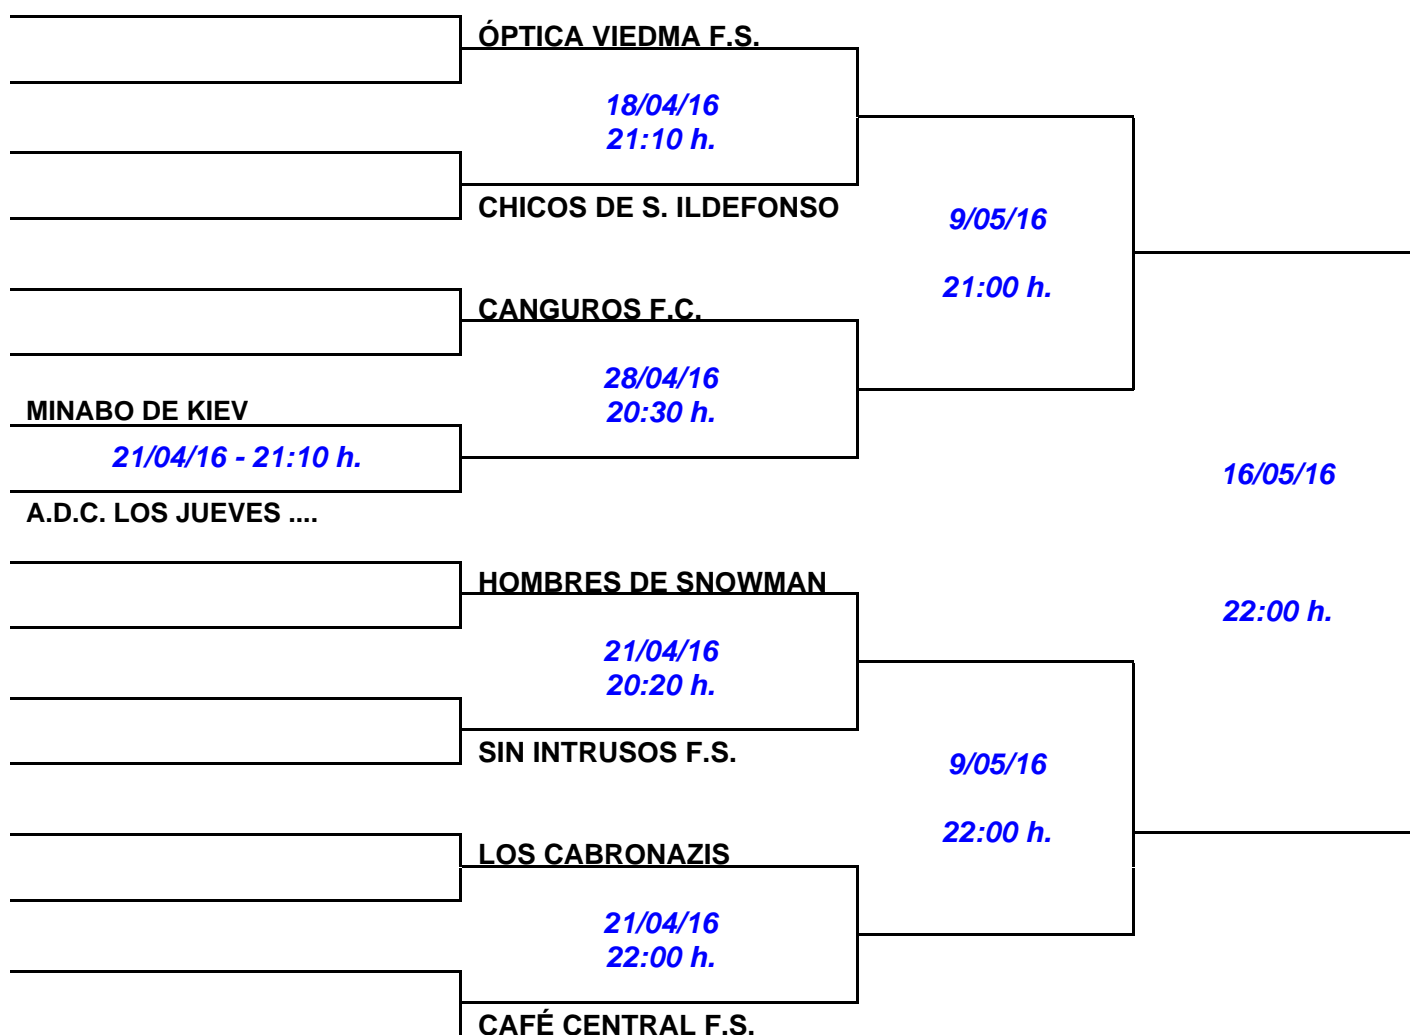 ÓPTICA VIEDMA F.S.
18/04/16
21:10 h.
CHICOS DE S. ILDEFONSO
9/05/16
21:00 h.
CANGUROS F.C.
28/04/16
20:30 h.
MINABO DE KIEV
21/04/16 - 21:10 h.
A.D.C. LOS JUEVES ....
16/05/16
22:00 h.
HOMBRES DE SNOWMAN
21/04/16
20:20 h.
SIN INTRUSOS F.S.
9/05/16
22:00 h.
LOS CABRONAZIS
21/04/16
22:00 h.
CAFÉ CENTRAL F.S.